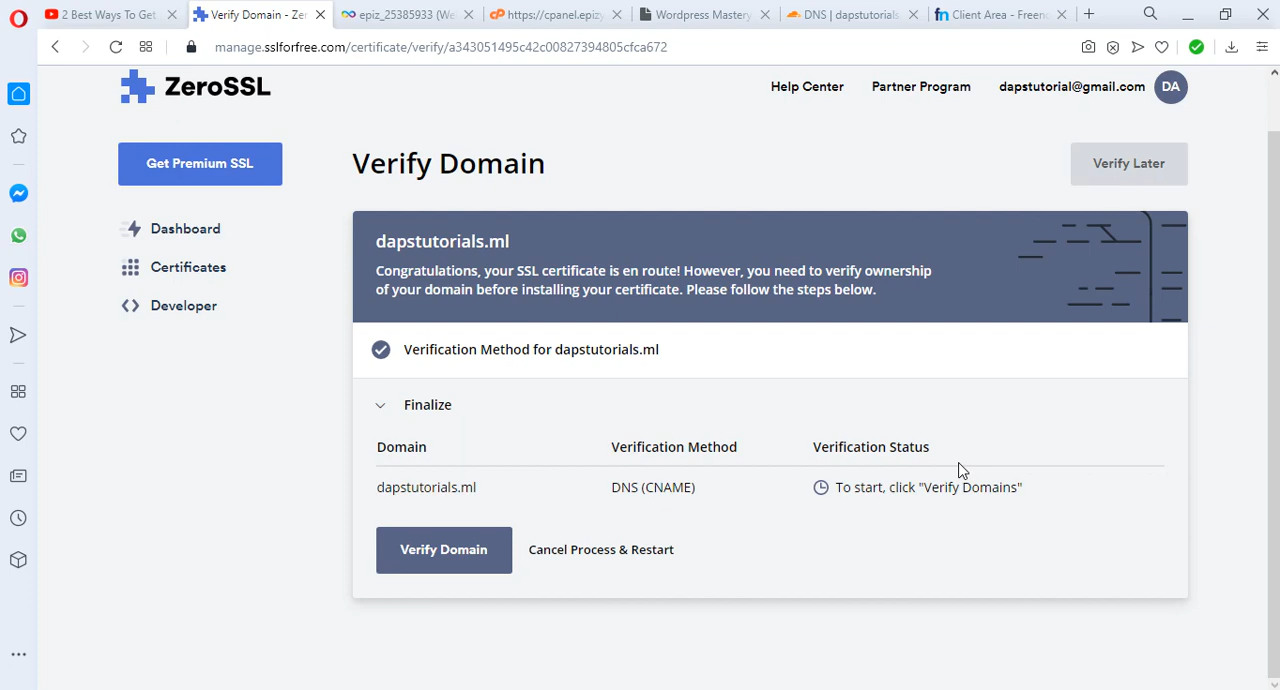 2 Best Ways To Get
Verify Domain - Zer
epiz_25385933 (We
https://cpanel.epizy
Wordpress Mastery
DNS | dapstutorials
Client Area - Freeno
manage.sslforfree.com/certificate/verify/a343051495c42c00827394805cfca672
ZeroSSL
Help Center
Partner Program
dapstutorial@gmail.com
DA
Get Premium SSL
Verify Domain
Verify Later
Dashboard
Certificates
Developer
dapstutorials.ml
Congratulations, your SSL certificate is en route! However, you need to verify ownership
of your domain before installing your certificate. Please follow the steps below.
Verification Method for dapstutorials.ml
Finalize
Domain
Verification Method
Verification Status
dapstutorials.ml
DNS (CNAME)
To start, click "Verify Domains"
Verify Domain
Cancel Process & Restart